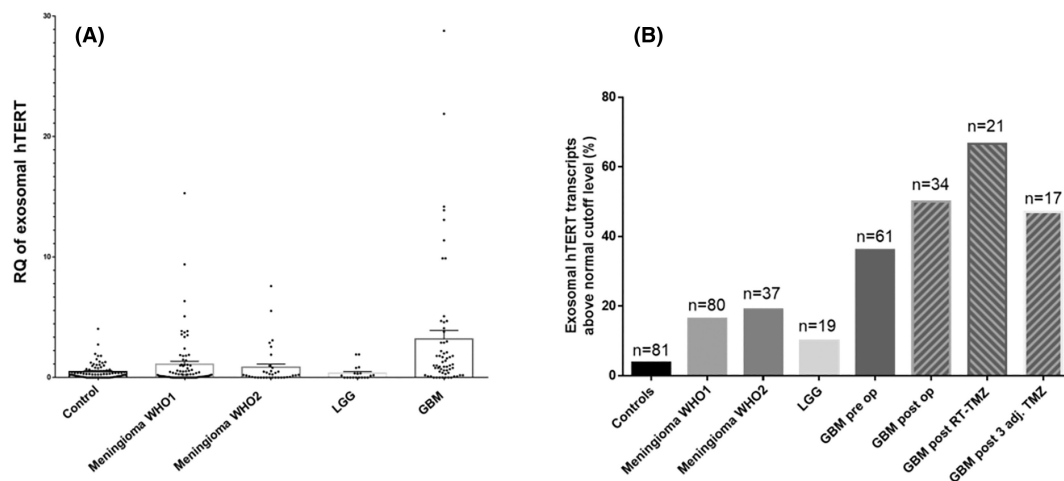 (A)
RQ of exosomal hTERT
30
20
10
0
Control
Meningioma WHO1
Meningioma WHO2
LGG
GBM
(B)
Exosomal hTERT transcripts
above normal cutoff level (%)
80
60
40
20
0
n=81
n=80
n=37
n=19
n=61
n=34
n=21
n=17
Controls
Meningioma WHO1
Meningioma WHO2
LGG
GBM pre op
GBM post op
GBM post RT-TMZ
GBM post 3 adj. TMZ